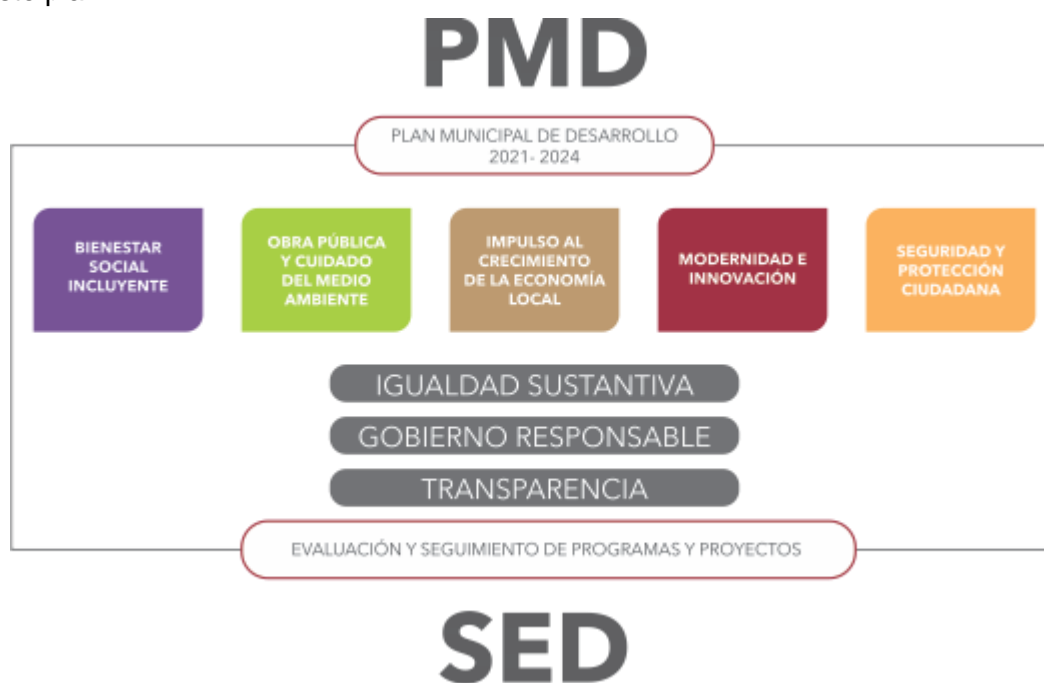 PMD
PLAN MUNICIPAL DE DESARROLLO
2021- 2024
BIENESTAR
SOCIAL
INCLUYENTE
OBRA PÚBLICA
Y CUIDADO
DEL MEDIO
AMBIENTE
IMPULSO AL
CRECIMIENTO
DE LA ECONOMÍA
LOCAL
MODERNIDAD E
INNOVACIÓN
SEGURIDAD Y
PROTECCIÓN
CIUDADANA
IGUALDAD SUSTANTIVA
GOBIERNO RESPONSABLE
TRANSPARENCIA
EVALUACIÓN Y SEGUIMIENTO DE PROGRAMAS Y PROYECTOS
SED